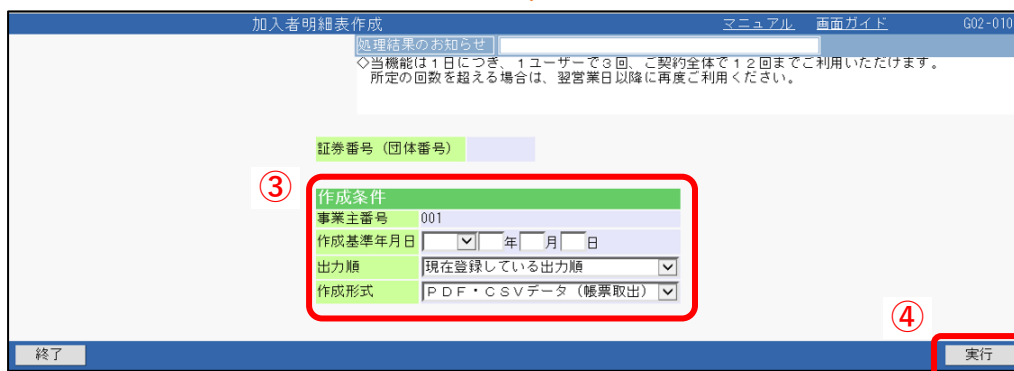 加入者明細表作成 マニュアル 画面ガイド G02-010
処理結果のお知らせ
◇当機能は1日につき、1ユーザーで3回、ご契約全体で12回までご利用いただけます。
所定の回数を超える場合は、翌営業日以降に再度ご利用ください。
証券番号(団体番号)
③
作成条件
事業主番号 001
作成基準年月日 年 月 日
出力順 現在登録している出力順
作成形式 PDF・CSVデータ(帳票取出)
④
終了 実行